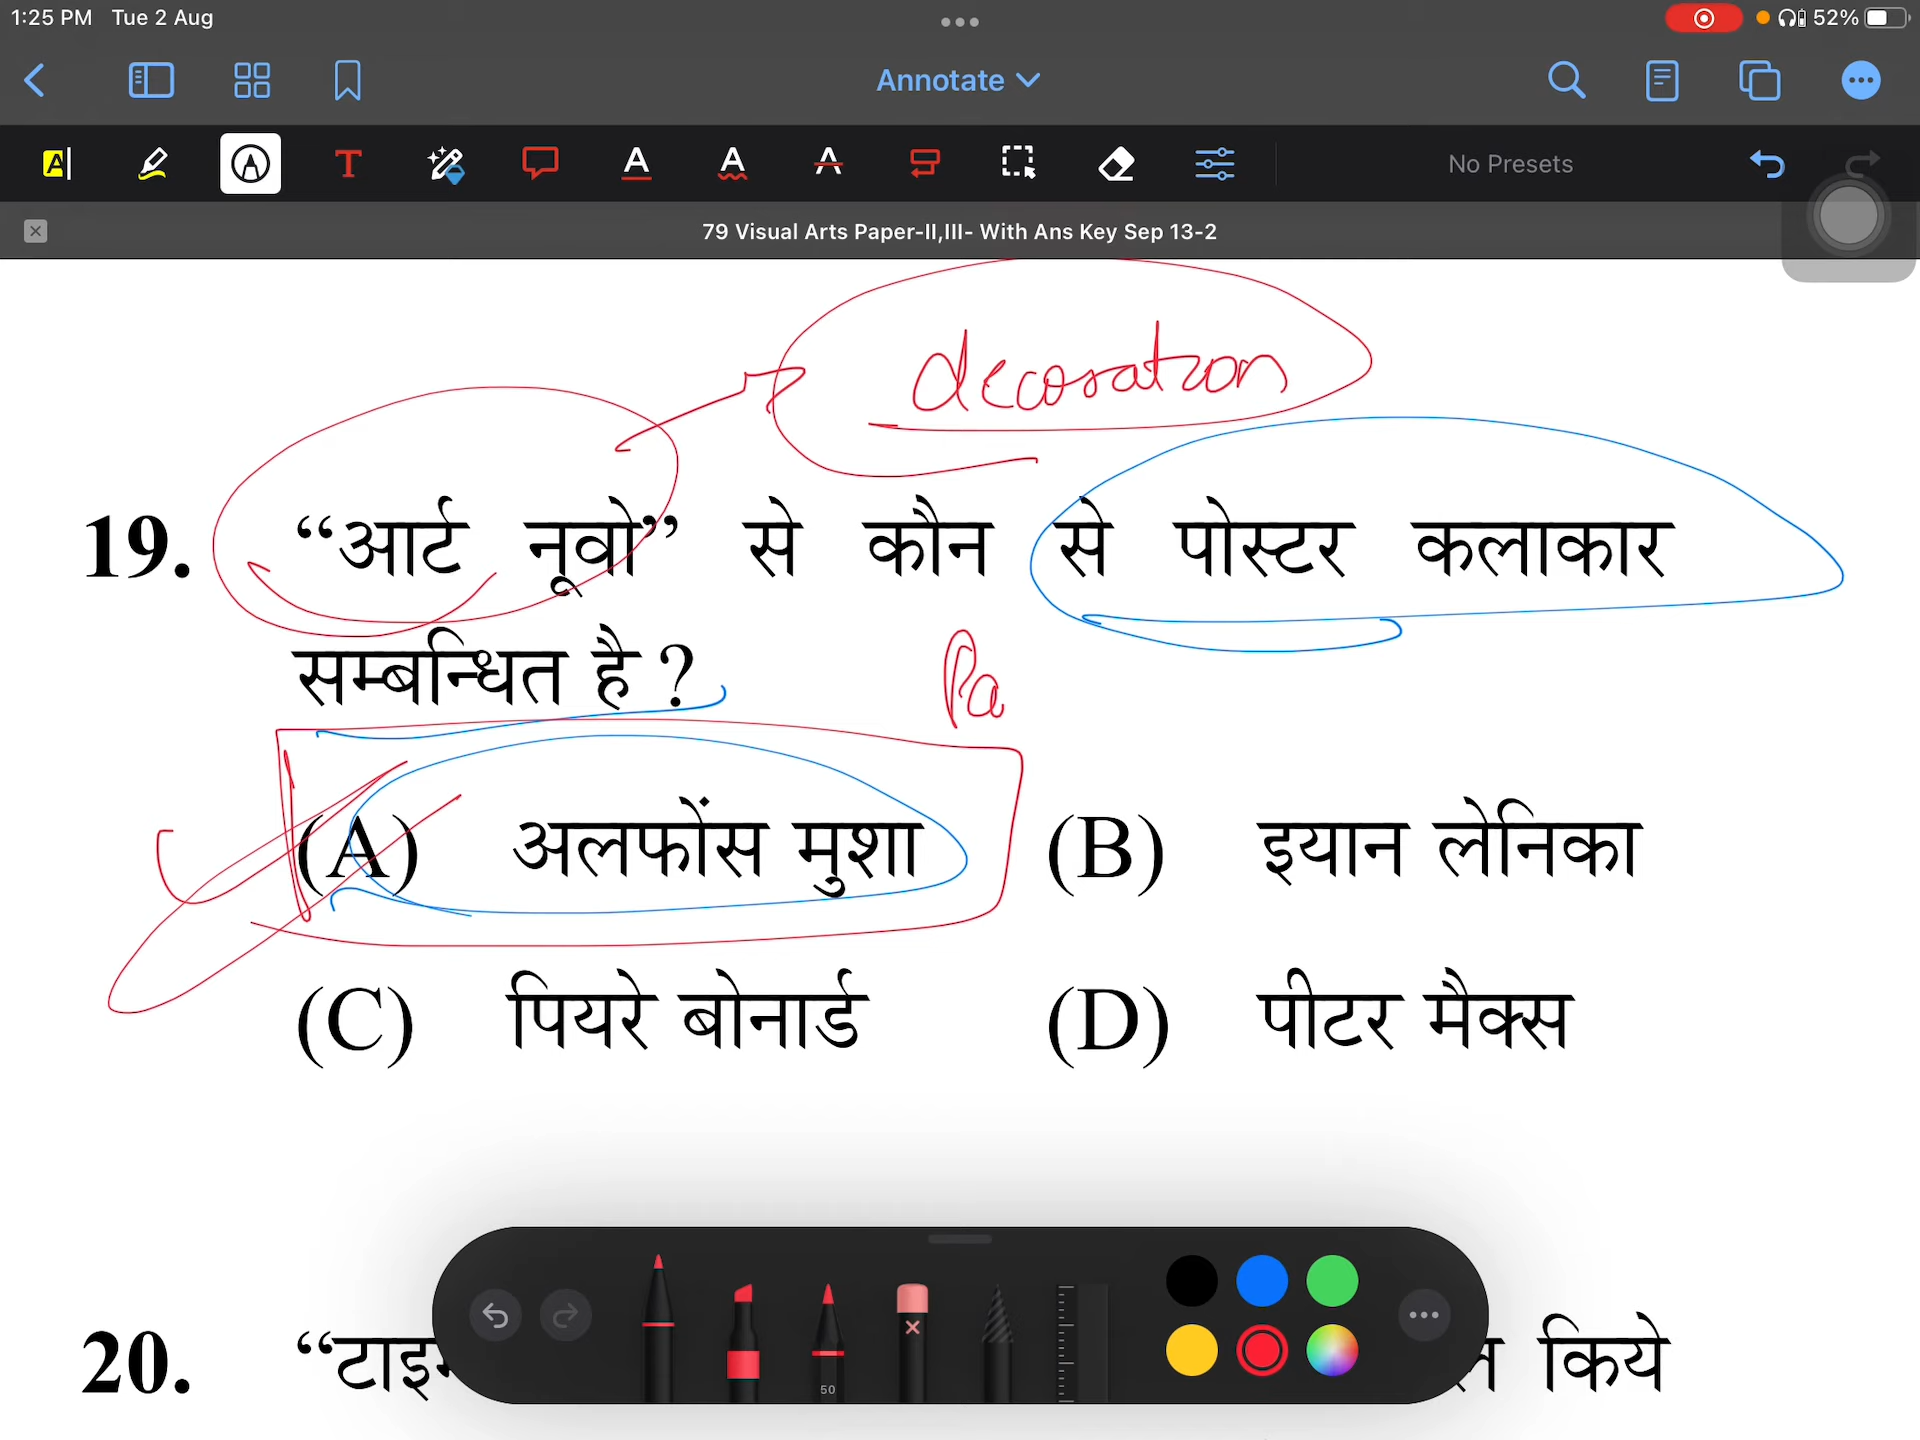 1:25 PM Tue 2 Aug
52%
Annotate
No Presets
79 Visual Arts Paper-II,III- With Ans Key Sep 13-2
decoration
19. “आर्ट नूवो” से कौन से पोस्टर कलाकार
सम्बन्धित है ?
Pa
(A) अलफोंस मुशा (B) इयान लेनिका
(C) पियरे बोनार्ड (D) पीटर मैक्स
50
20. किये